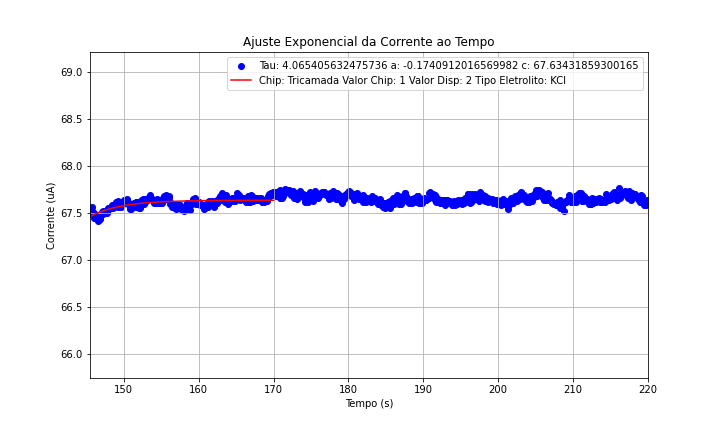 Ajuste Exponencial da Corrente ao Tempo
Tau: 4.065405632475736 a: -0.1740912016569982 c: 67.63431859300165
Chip: Tricamada Valor Chip: 1 Valor Disp: 2 Tipo Eletrolito: KCl
Corrente (uA)
69.0
68.5
68.0
67.5
67.0
66.5
66.0
150 160 170 180 190 200 210 220
Tempo (s)